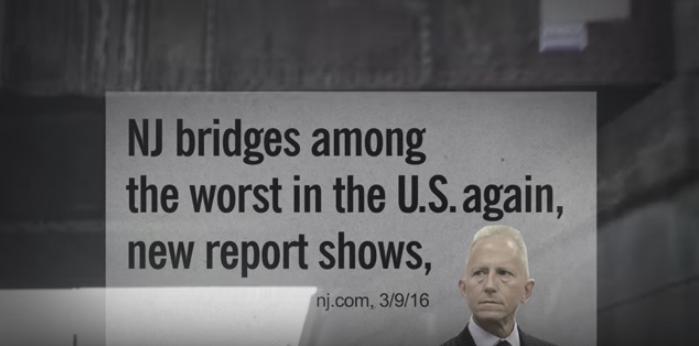 NJ bridges among
the worst in the U.S. again,
new report shows,
nj.com, 3/9/16